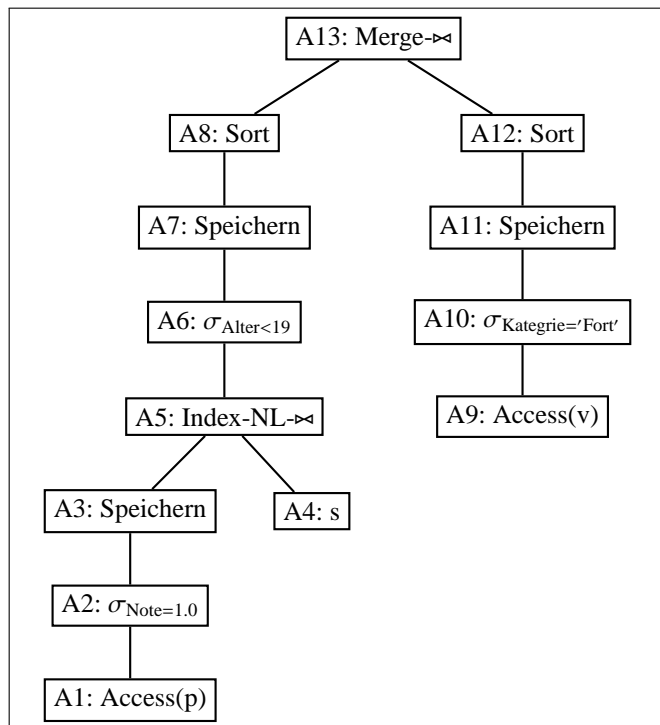 A13: Merge-⋈
A8: Sort
A12: Sort
A7: Speichern
A11: Speichern
A6: σAlter<19
A10: σKategrie='Fort'
A5: Index-NL-⋈
A9: Access(v)
A3: Speichern
A4: s
A2: σNote=1.0
A1: Access(p)